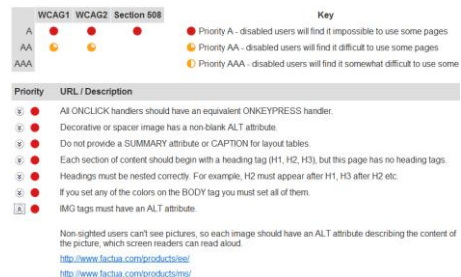 WCAG1 WCAG2 Section 508 Key
A Priority A - disabled users will find it impossible to use some pages
AA Priority AA - disabled users will find it difficult to use some pages
AAA Priority AAA - disabled users will find it somewhat difficult to use some
Priority URL / Description
All ONCLICK handlers should have an equivalent ONKEYPRESS handler.
Decorative or spacer image has a non-blank ALT attribute.
Do not provide a SUMMARY attribute or CAPTION for layout tables.
Each section of content should begin with a heading tag (H1, H2, H3), but this page has no heading tags.
Headings must be nested correctly. For example, H2 must appear after H1, H3 after H2 etc.
If you set any of the colors on the BODY tag you must set all of them.
IMG tags must have an ALT attribute.
Non-sighted users can't see pictures, so each image should have an ALT attribute describing the content of
the picture, which screen readers can read aloud.
http://www.factua.com/products/ee/
http://www.factua.com/products/ms/